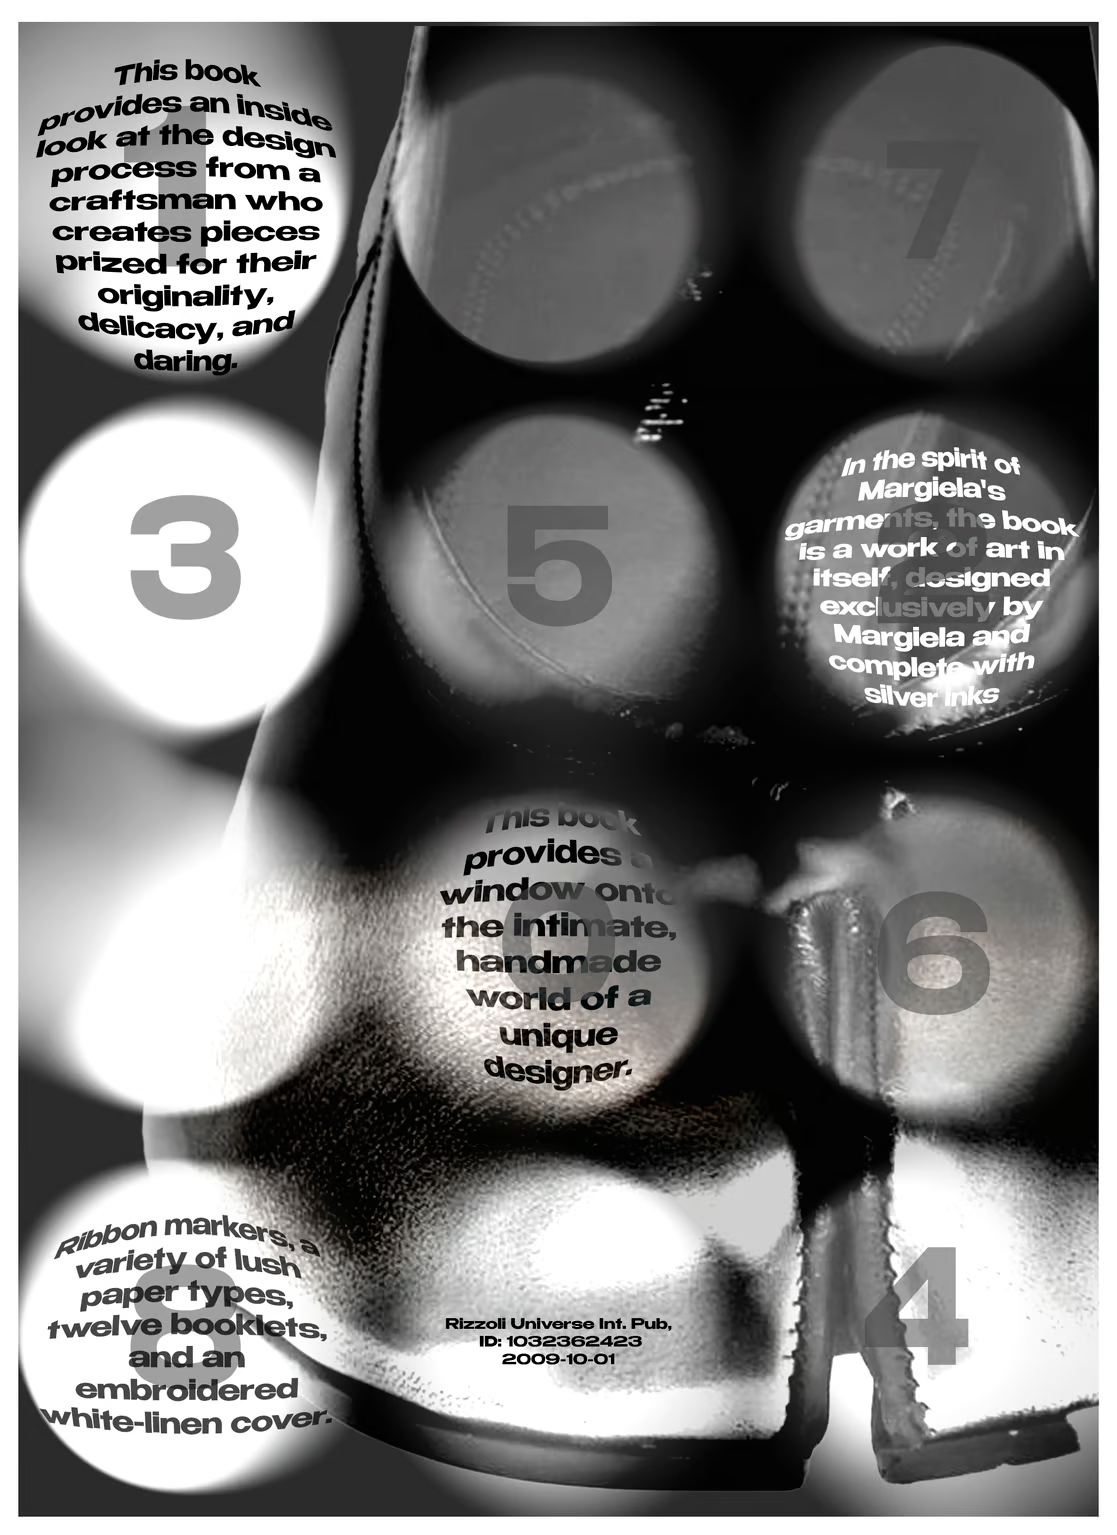 This book
provides an inside
look at the design
process from a
craftsman who
creates pieces
prized for their
originality,
delicacy, and
daring.
1
7
3
5
In the spirit of
Margiela's
garments, the book
is a work of art in
itself, designed
exclusively by
Margiela and
complete with
silver inks
2
This book
provides a
window onto
the intimate,
handmade
world of a
unique
designer.
0
6
Ribbon markers, a
variety of lush
paper types,
twelve booklets,
and an
embroidered
white-linen cover.
8
Rizzoli Universe Int. Pub,
ID: 1032362423
2009-10-01
4